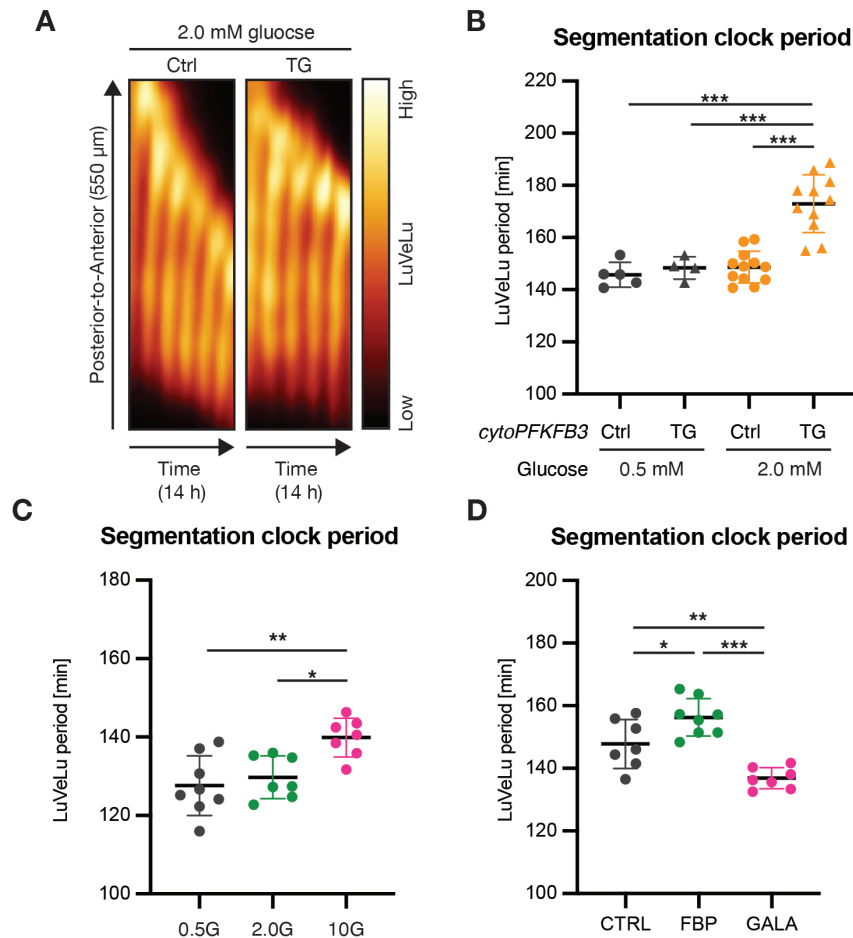 A
2.0 mM gluocse
Ctrl
TG
Posterior-to-Anterior (550 µm)
High
LuVeLu
Low
Time
(14 h)
Time
(14 h)
B
Segmentation clock period
LuVeLu period [min]
220
200
180
160
140
120
100
***
***
***
cytoPFKFB3 Ctrl TG Ctrl TG
Glucose 0.5 mM 2.0 mM
C
Segmentation clock period
LuVeLu period [min]
180
160
140
120
100
**
*
0.5G 2.0G 10G
D
Segmentation clock period
LuVeLu period [min]
200
180
160
140
120
100
**
* ***
CTRL FBP GALA